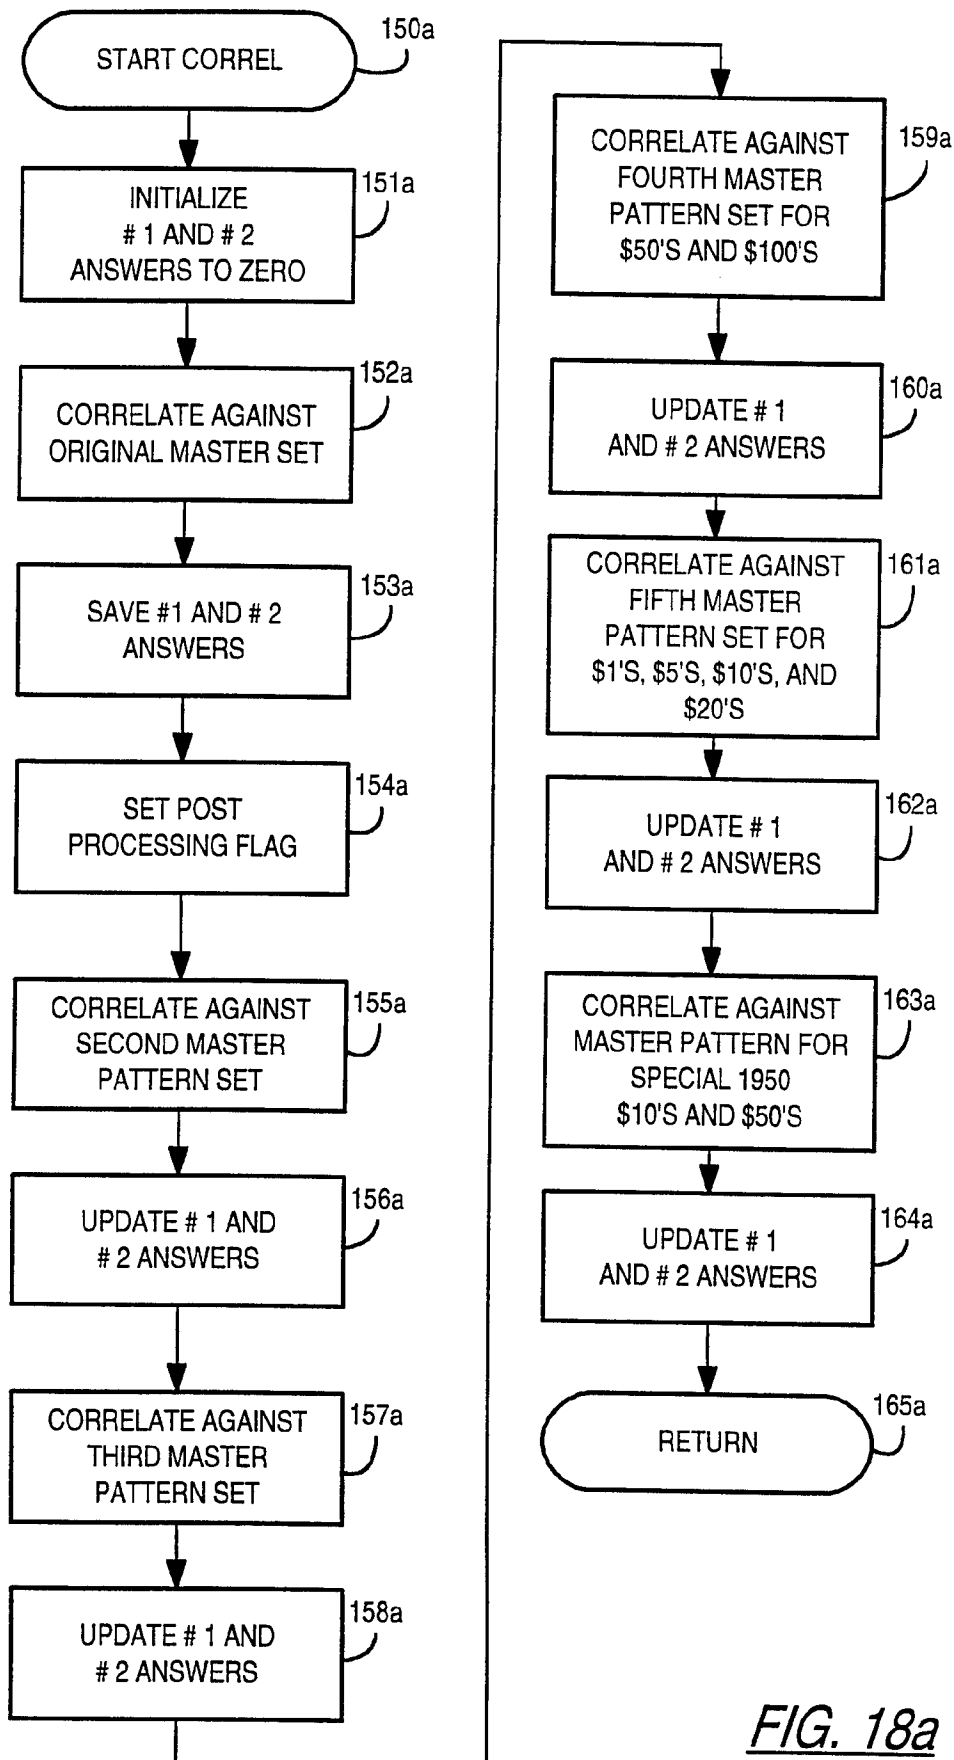 START CORREL
150a
INITIALIZE
# 1 AND # 2
ANSWERS TO ZERO
151a
CORRELATE AGAINST
ORIGINAL MASTER SET
152a
SAVE #1 AND # 2
ANSWERS
153a
SET POST
PROCESSING FLAG
154a
CORRELATE AGAINST
SECOND MASTER
PATTERN SET
155a
UPDATE # 1 AND
# 2 ANSWERS
156a
CORRELATE AGAINST
THIRD MASTER
PATTERN SET
157a
UPDATE # 1 AND
# 2 ANSWERS
158a
CORRELATE AGAINST
FOURTH MASTER
PATTERN SET FOR
$50'S AND $100'S
159a
UPDATE # 1
AND # 2 ANSWERS
160a
CORRELATE AGAINST
FIFTH MASTER
PATTERN SET FOR
$1'S, $5'S, $10'S, AND
$20'S
161a
UPDATE # 1
AND # 2 ANSWERS
162a
CORRELATE AGAINST
MASTER PATTERN FOR
SPECIAL 1950
$10'S AND $50'S
163a
UPDATE # 1
AND # 2 ANSWERS
164a
RETURN
165a
FIG. 18a